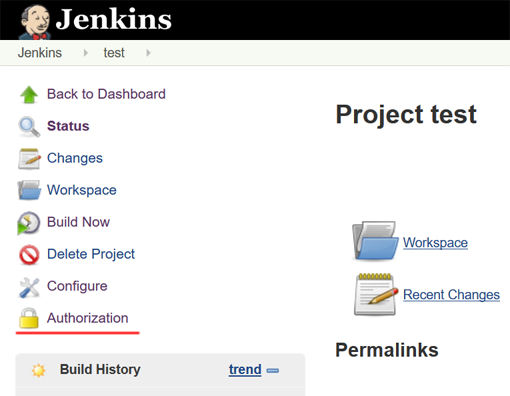 Jenkins
Jenkins test
Back to Dashboard
Status
Changes
Workspace
Build Now
Delete Project
Configure
Authorization
Build History trend
Project test
Workspace
Recent Changes
Permalinks